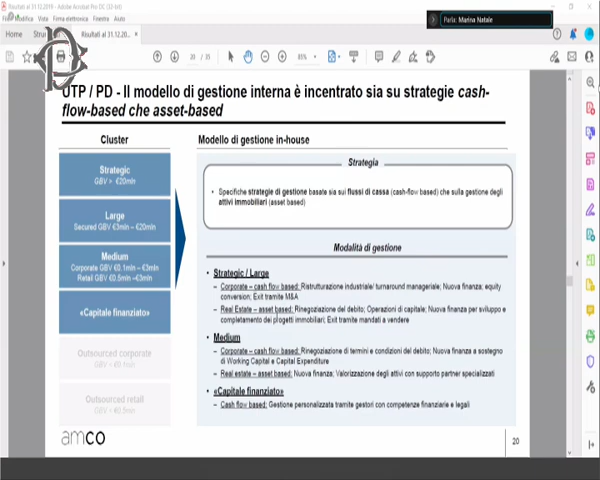 Risultati al 31.12.2019 - Adobe Acrobat Pro DC (32-bit)
File Modifica Vista Firma elettronica Finestra Aiuto
Parla: Marina Natale
Home
Risultati al 31.12.20... ×
20 / 35
85%
UTP / PD - Il modello di gestione interna è incentrato sia su strategie cash-
flow-based che asset-based
Cluster
Modello di gestione in-house
Strategic
GBV > €20mln
Large
Secured GBV €3mln – €20mln
Medium
Corporate GBV €0.1mln – €3mln
Retail GBV €0.5mln –€3mln
«Capitale finanziato»
Outsourced corporate
GBV < €0.1mln
Outsourced retail
GBV < €0.5mln
Strategia
• Specifiche strategie di gestione basate sia sui flussi di cassa (cash-flow based) che sulla gestione degli
attivi immobiliari (asset based)
Modalità di gestione
• Strategic / Large
– Corporate – cash flow based: Ristrutturazione industriale/ turnaround manageriale; Nuova finanza; equity
conversion; Exit tramite M&A
– Real Estate – asset based: Rinegoziazione del debito; Operazioni di capitale; Nuova finanza per sviluppo e
completamento dei progetti immobiliari; Exit tramite mandati a vendere
• Medium
– Corporate – cash flow based: Rinegoziazione di termini e condizioni del debito; Nuova finanza a sostegno
di Working Capital e Capital Expenditure
– Real estate – asset based: Nuova finanza; Valorizzazione degli attivi con supporto partner specializzati
• «Capitale finanziato»
– Cash flow based: Gestione personalizzata tramite gestori con competenze finanziarie e legali
amco
20